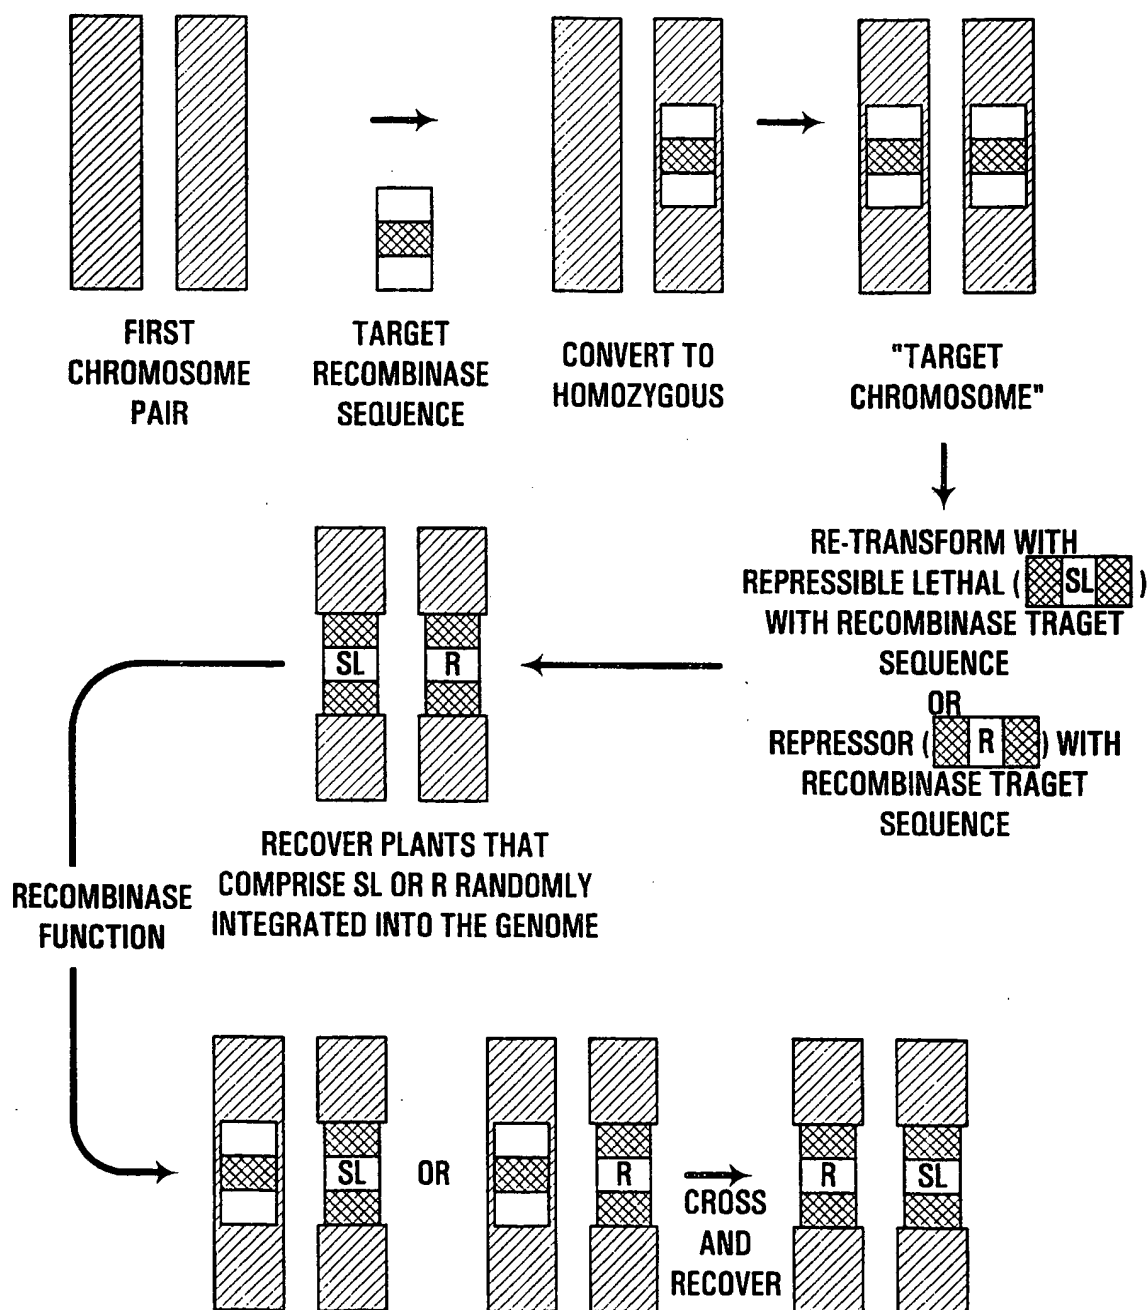 FIRST
CHROMOSOME
PAIR
TARGET
RECOMBINASE
SEQUENCE
CONVERT TO
HOMOZYGOUS
"TARGET
CHROMOSOME"
RE-TRANSFORM WITH
REPRESSIBLE LETHAL ( SL )
WITH RECOMBINASE TRAGET
SEQUENCE
OR
REPRESSOR ( R ) WITH
RECOMBINASE TRAGET
SEQUENCE
SL R
RECOVER PLANTS THAT
COMPRISE SL OR R RANDOMLY
INTEGRATED INTO THE GENOME
RECOMBINASE
FUNCTION
SL OR R
CROSS
AND
RECOVER
R SL